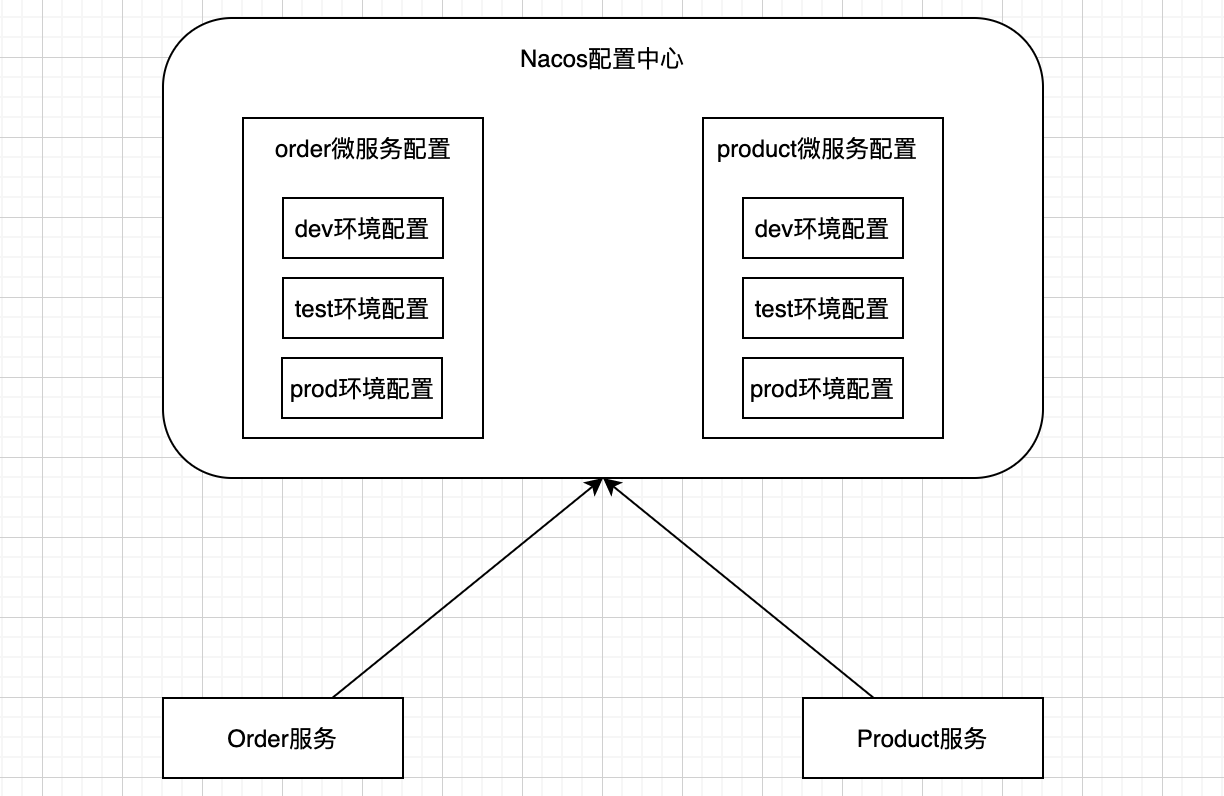 Nacos配置中心
order微服务配置
dev环境配置
test环境配置
prod环境配置
product微服务配置
dev环境配置
test环境配置
prod环境配置
Order服务
Product服务